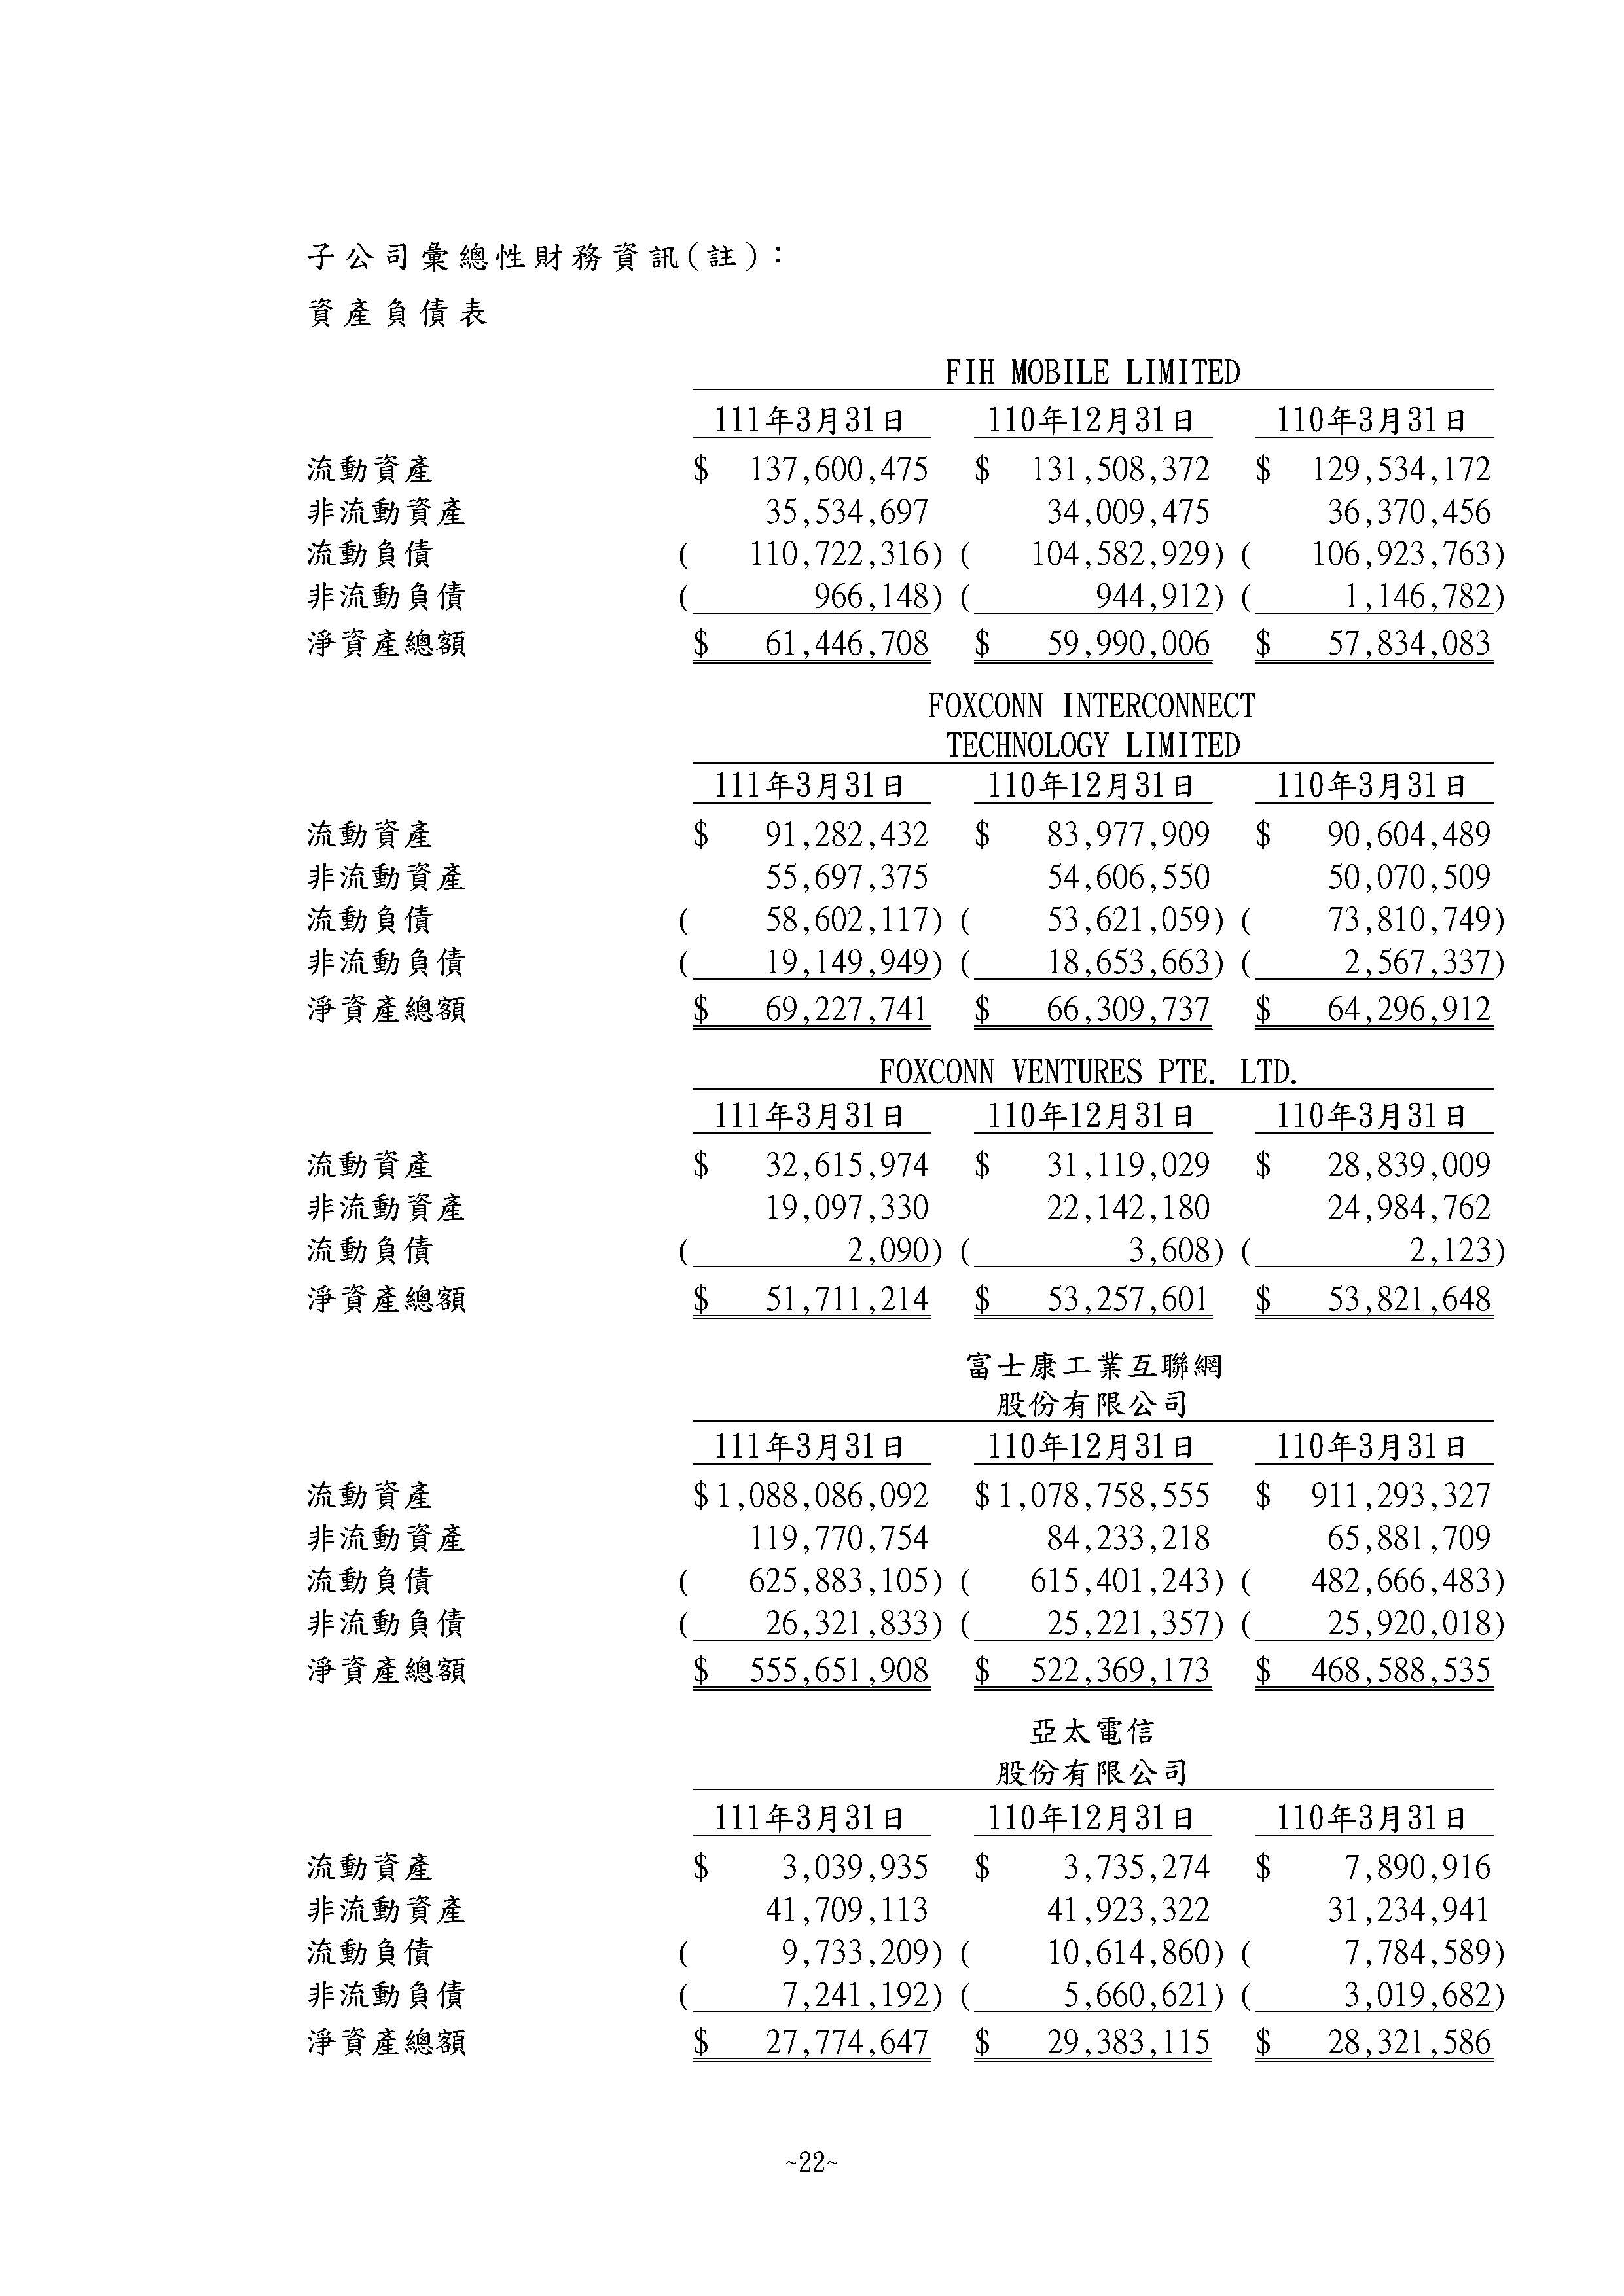 子公司彙總性財務資訊(註)：
資產負債表
FIH MOBILE LIMITED
111年3月31日 110年12月31日 110年3月31日
流動資產 $ 137,600,475 $ 131,508,372 $ 129,534,172
非流動資產 35,534,697 34,009,475 36,370,456
流動負債 ( 110,722,316) ( 104,582,929) ( 106,923,763)
非流動負債 ( 966,148) ( 944,912) ( 1,146,782)
淨資產總額 $ 61,446,708 $ 59,990,006 $ 57,834,083
FOXCONN INTERCONNECT
TECHNOLOGY LIMITED
111年3月31日 110年12月31日 110年3月31日
流動資產 $ 91,282,432 $ 83,977,909 $ 90,604,489
非流動資產 55,697,375 54,606,550 50,070,509
流動負債 ( 58,602,117) ( 53,621,059) ( 73,810,749)
非流動負債 ( 19,149,949) ( 18,653,663) ( 2,567,337)
淨資產總額 $ 69,227,741 $ 66,309,737 $ 64,296,912
FOXCONN VENTURES PTE. LTD.
111年3月31日 110年12月31日 110年3月31日
流動資產 $ 32,615,974 $ 31,119,029 $ 28,839,009
非流動資產 19,097,330 22,142,180 24,984,762
流動負債 ( 2,090) ( 3,608) ( 2,123)
淨資產總額 $ 51,711,214 $ 53,257,601 $ 53,821,648
富士康工業互聯網
股份有限公司
111年3月31日 110年12月31日 110年3月31日
流動資產 $1,088,086,092 $1,078,758,555 $ 911,293,327
非流動資產 119,770,754 84,233,218 65,881,709
流動負債 ( 625,883,105) ( 615,401,243) ( 482,666,483)
非流動負債 ( 26,321,833) ( 25,221,357) ( 25,920,018)
淨資產總額 $ 555,651,908 $ 522,369,173 $ 468,588,535
亞太電信
股份有限公司
111年3月31日 110年12月31日 110年3月31日
流動資產 $ 3,039,935 $ 3,735,274 $ 7,890,916
非流動資產 41,709,113 41,923,322 31,234,941
流動負債 ( 9,733,209) ( 10,614,860) ( 7,784,589)
非流動負債 ( 7,241,192) ( 5,660,621) ( 3,019,682)
淨資產總額 $ 27,774,647 $ 29,383,115 $ 28,321,586
~22~